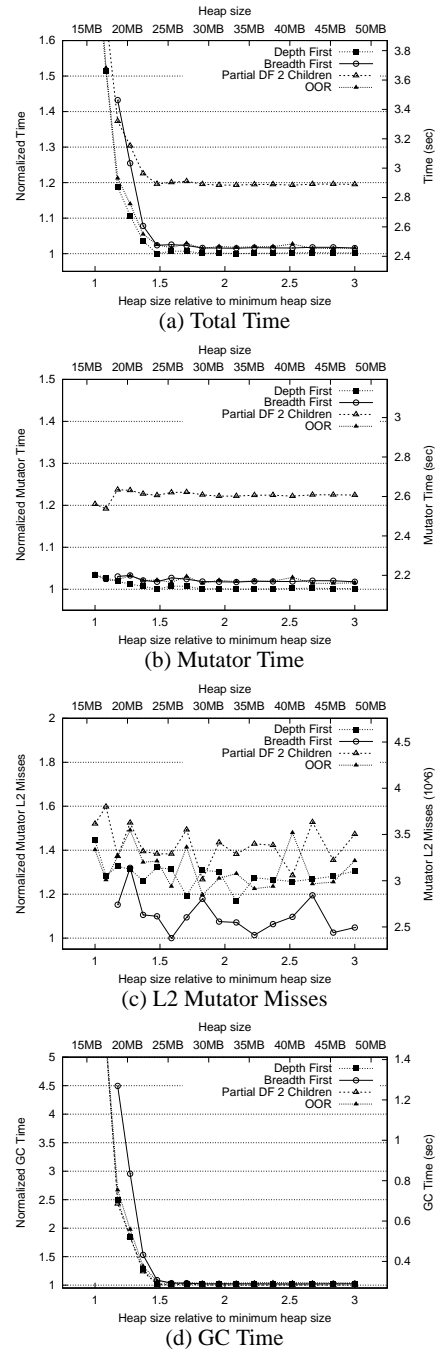 Heap size
15MB 20MB 25MB 30MB 35MB 40MB 45MB 50MB
1.6
1.5
1.4
1.3
1.2
1.1
1
Normalized Time
Depth First
Breadth First
Partial DF 2 Children
OOR
3.8
3.6
3.4
3.2
3
2.8
2.6
2.4
Time (sec)
1 1.5 2 2.5 3
Heap size relative to minimum heap size
(a) Total Time
Heap size
15MB 20MB 25MB 30MB 35MB 40MB 45MB 50MB
1.5
1.4
1.3
1.2
1.1
1
Normalized Mutator Time
Depth First
Breadth First
Partial DF 2 Children
OOR
3
2.8
2.6
2.4
2.2
Mutator Time (sec)
1 1.5 2 2.5 3
Heap size relative to minimum heap size
(b) Mutator Time
Heap size
15MB 20MB 25MB 30MB 35MB 40MB 45MB 50MB
2
1.8
1.6
1.4
1.2
1
Normalized Mutator L2 Misses
Depth First
Breadth First
Partial DF 2 Children
OOR
4.5
4
3.5
3
2.5
Mutator L2 Misses (10^6)
1 1.5 2 2.5 3
Heap size relative to minimum heap size
(c) L2 Mutator Misses
Heap size
15MB 20MB 25MB 30MB 35MB 40MB 45MB 50MB
5
4.5
4
3.5
3
2.5
2
1.5
1
Normalized GC Time
Depth First
Breadth First
Partial DF 2 Children
OOR
1.4
1.2
1
0.8
0.6
0.4
GC Time (sec)
1 1.5 2 2.5 3
Heap size relative to minimum heap size
(d) GC Time